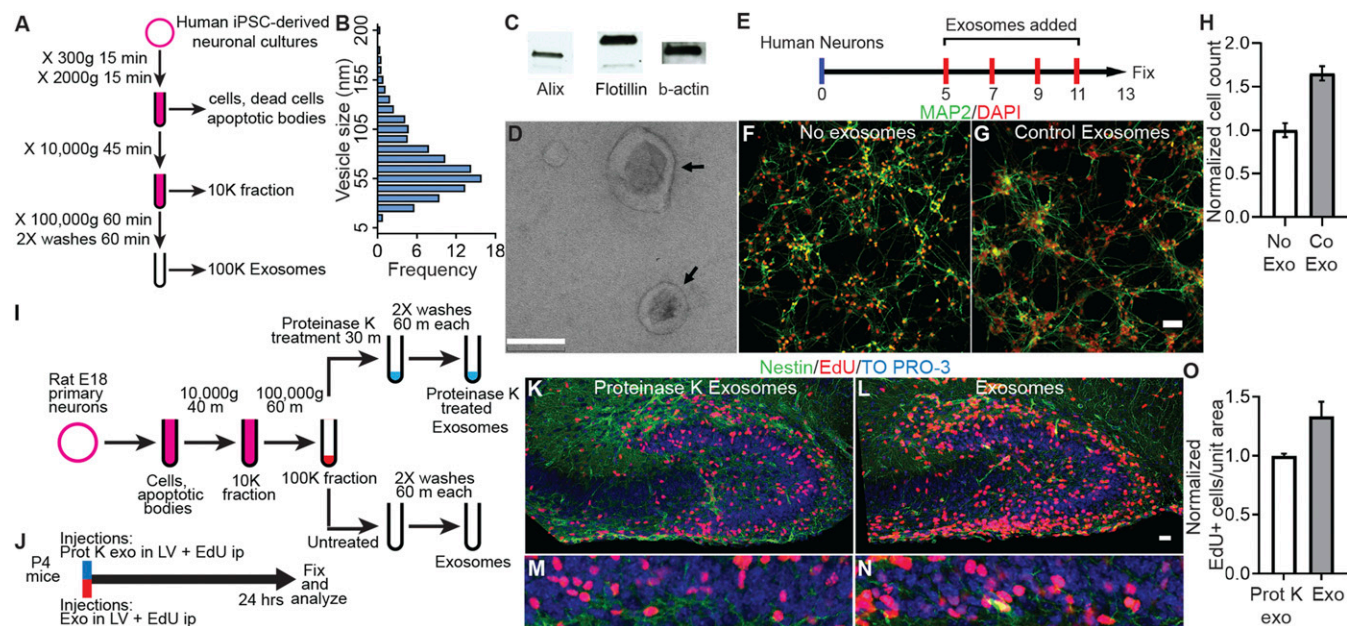 A
Human iPSC-derived
neuronal cultures
X 300g 15 min
X 2000g 15 min
cells, dead cells
apoptotic bodies
X 10,000g 45 min
10K fraction
X 100,000g 60 min
2X washes 60 min
100K Exosomes
B
Vesicle size (nm)
200
155
105
55
5
0 6 12 18
Frequency
C
Alix Flotillin b-actin
D
E
Exosomes added
Human Neurons
Fix
0 5 7 9 11 13
MAP2/DAPI
F No exosomes
G Control Exosomes
H
Normalized cell count
2.0
1.5
1.0
0.5
0.0
No
Exo
Co
Exo
I
Rat E18
primary
neurons
10,000g
40 m
100,000g
60 m
Cells,
apoptotic
bodies
10K
fraction
100K fraction
Proteinase K
treatment 30 m
2X washes
60 m each
Proteinase K
treated
Exosomes
Untreated
2X washes
60 m each
Exosomes
J
Injections:
Prot K exo in LV + EdU ip
P4
mice
24 hrs
Fix
and
analyze
Injections:
Exo in LV + EdU ip
Nestin/EdU/TO PRO-3
K Proteinase K Exosomes
L Exosomes
M
N
O
Normalized
EdU+ cells/unit area
1.5
1.0
0.5
0.0
Prot K
exo
Exo